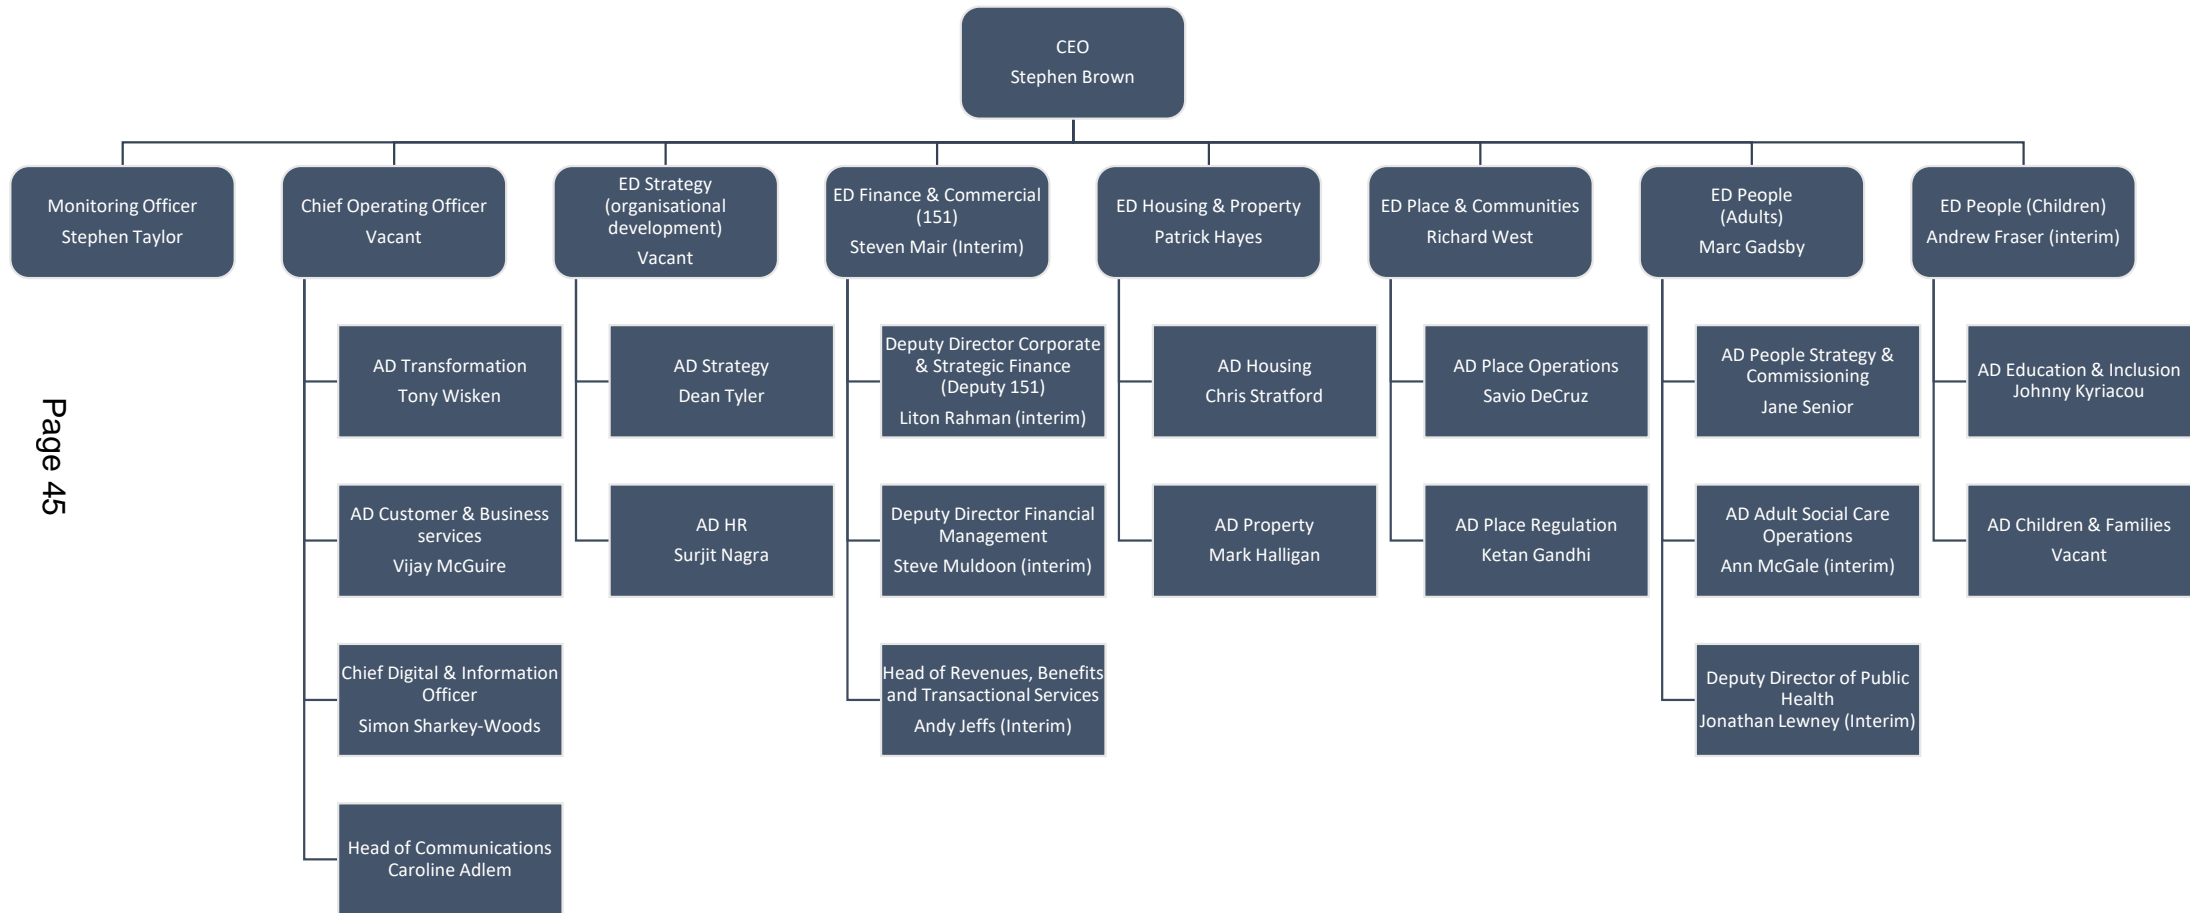 CEO
Stephen Brown
Monitoring Officer
Stephen Taylor
Chief Operating Officer
Vacant
ED Strategy
(organisational
development)
Vacant
ED Finance & Commercial
(151)
Steven Mair (Interim)
ED Housing & Property
Patrick Hayes
ED Place & Communities
Richard West
ED People
(Adults)
Marc Gadsby
ED People (Children)
Andrew Fraser (interim)
AD Transformation
Tony Wisken
AD Customer & Business
services
Vijay McGuire
Chief Digital & Information
Officer
Simon Sharkey-Woods
Head of Communications
Caroline Adlem
AD Strategy
Dean Tyler
AD HR
Surjit Nagra
Deputy Director Corporate
& Strategic Finance
(Deputy 151)
Liton Rahman (interim)
Deputy Director Financial
Management
Steve Muldoon (interim)
Head of Revenues, Benefits
and Transactional Services
Andy Jeffs (Interim)
AD Housing
Chris Stratford
AD Property
Mark Halligan
AD Place Operations
Savio DeCruz
AD Place Regulation
Ketan Gandhi
AD People Strategy &
Commissioning
Jane Senior
AD Adult Social Care
Operations
Ann McGale (interim)
Deputy Director of Public
Health
Jonathan Lewney (Interim)
AD Education & Inclusion
Johnny Kyriacou
AD Children & Families
Vacant
Page 45